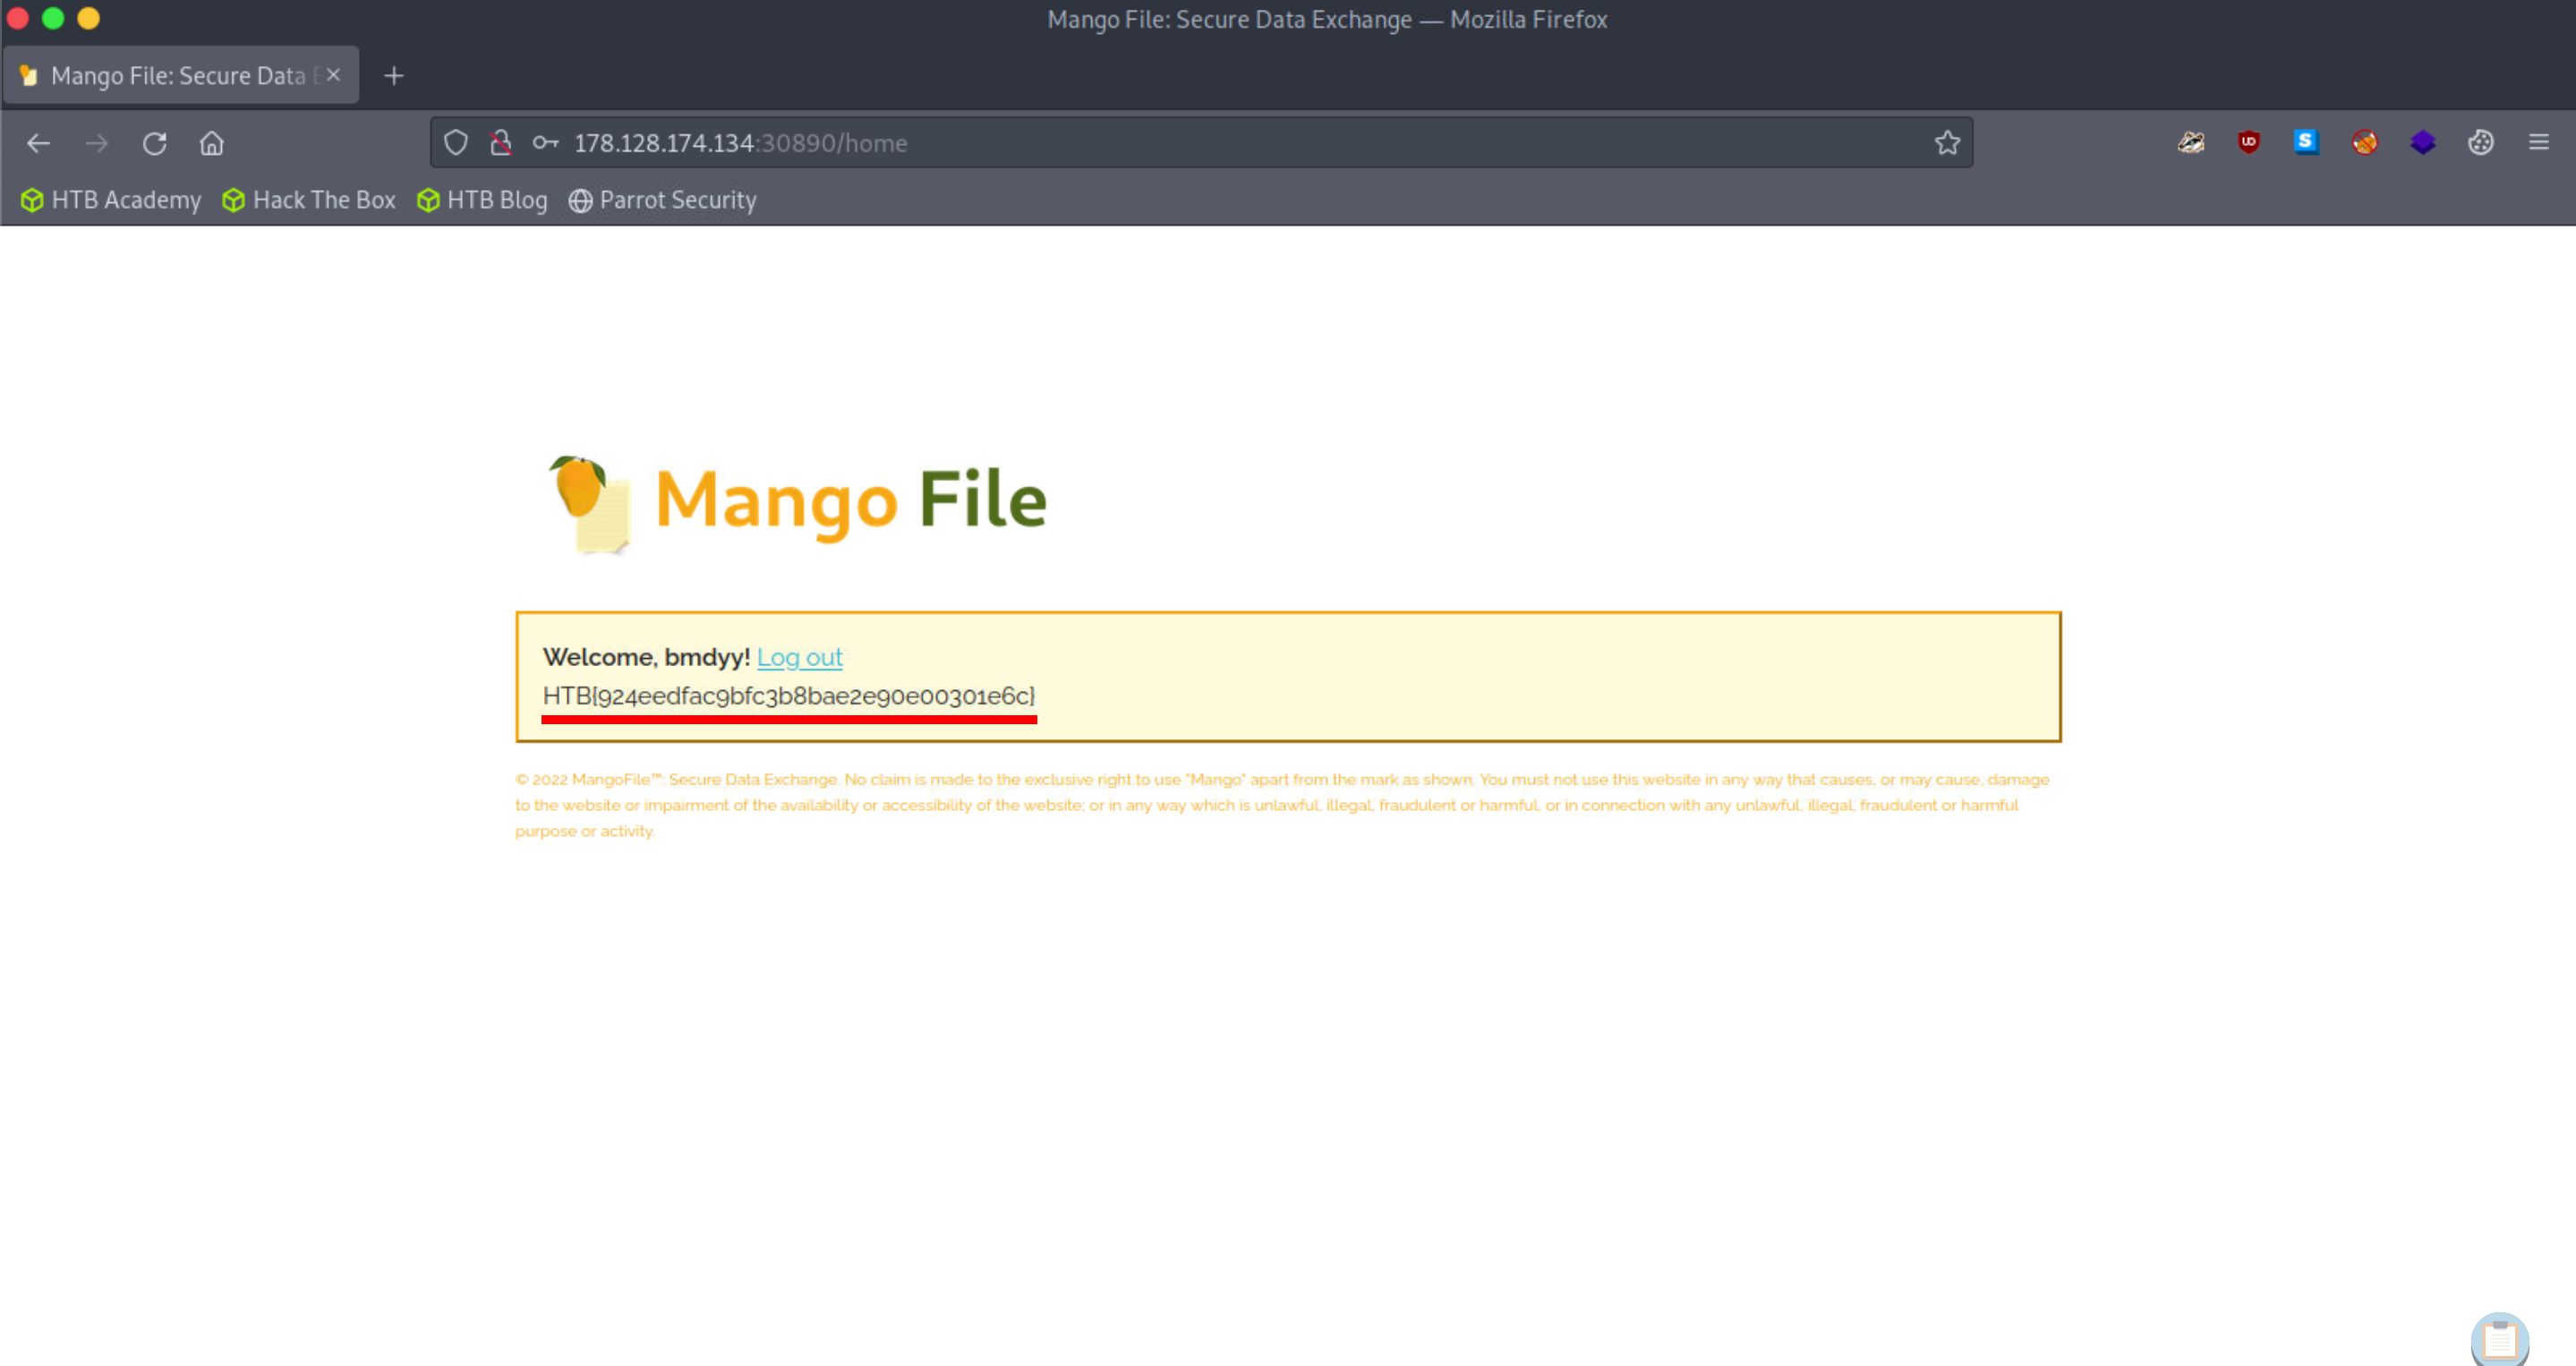 Mango File: Secure Data Exchange — Mozilla Firefox
Mango File: Secure Data
178.128.174.134:30890/home
HTB Academy Hack The Box HTB Blog Parrot Security
Mango File
Welcome, bmdyy! Log out
HTB{924eedfac9bfc3b8bae2e90e00301e6c}
© 2022 MangoFile™: Secure Data Exchange. No claim is made to the exclusive right to use "Mango" apart from the mark as shown. You must not use this website in any way that causes, or may cause, damage
to the website or impairment of the availability or accessibility of the website; or in any way which is unlawful, illegal, fraudulent or harmful, or in connection with any unlawful, illegal, fraudulent or harmful
purpose or activity.